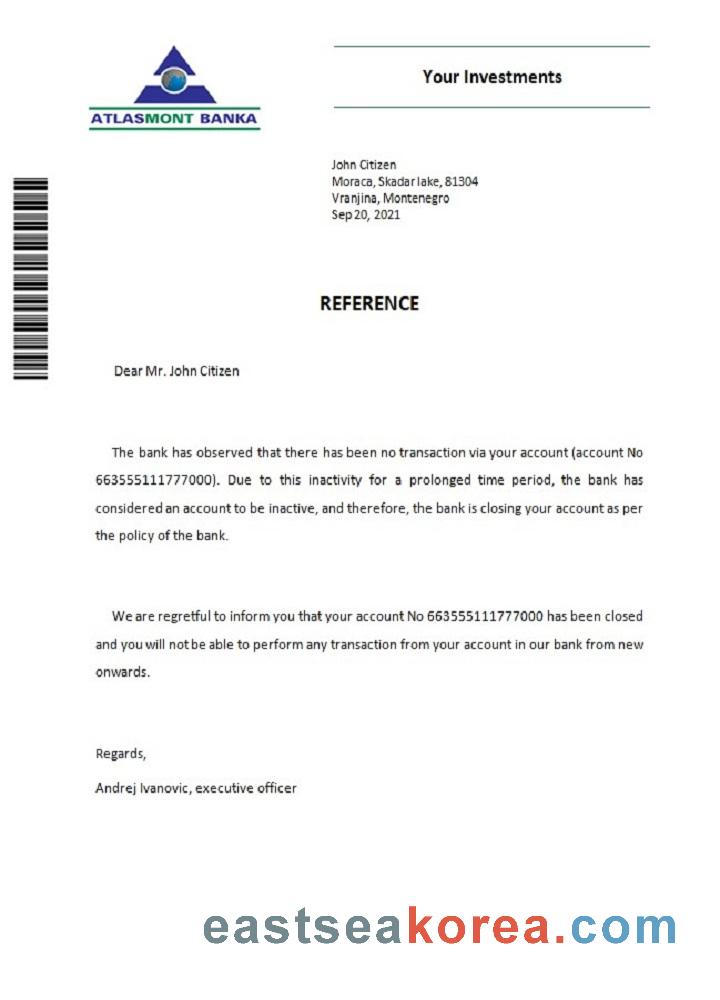 ATLASMONT BANKA
Your Investments
John Citizen
Moraca, Skadar lake, 81304
Vranjina, Montenegro
Sep 20, 2021
REFERENCE
Dear Mr. John Citizen
The bank has observed that there has been no transaction via your account (account No
663555111777000). Due to this inactivity for a prolonged time period, the bank has
considered an account to be inactive, and therefore, the bank is closing your account as per
the policy of the bank.
We are regretful to inform you that your account No 663555111777000 has been closed
and you will not be able to perform any transaction from your account in our bank from new
onwards.
Regards,
Andrej Ivanovic, executive officer
eastseakorea.com